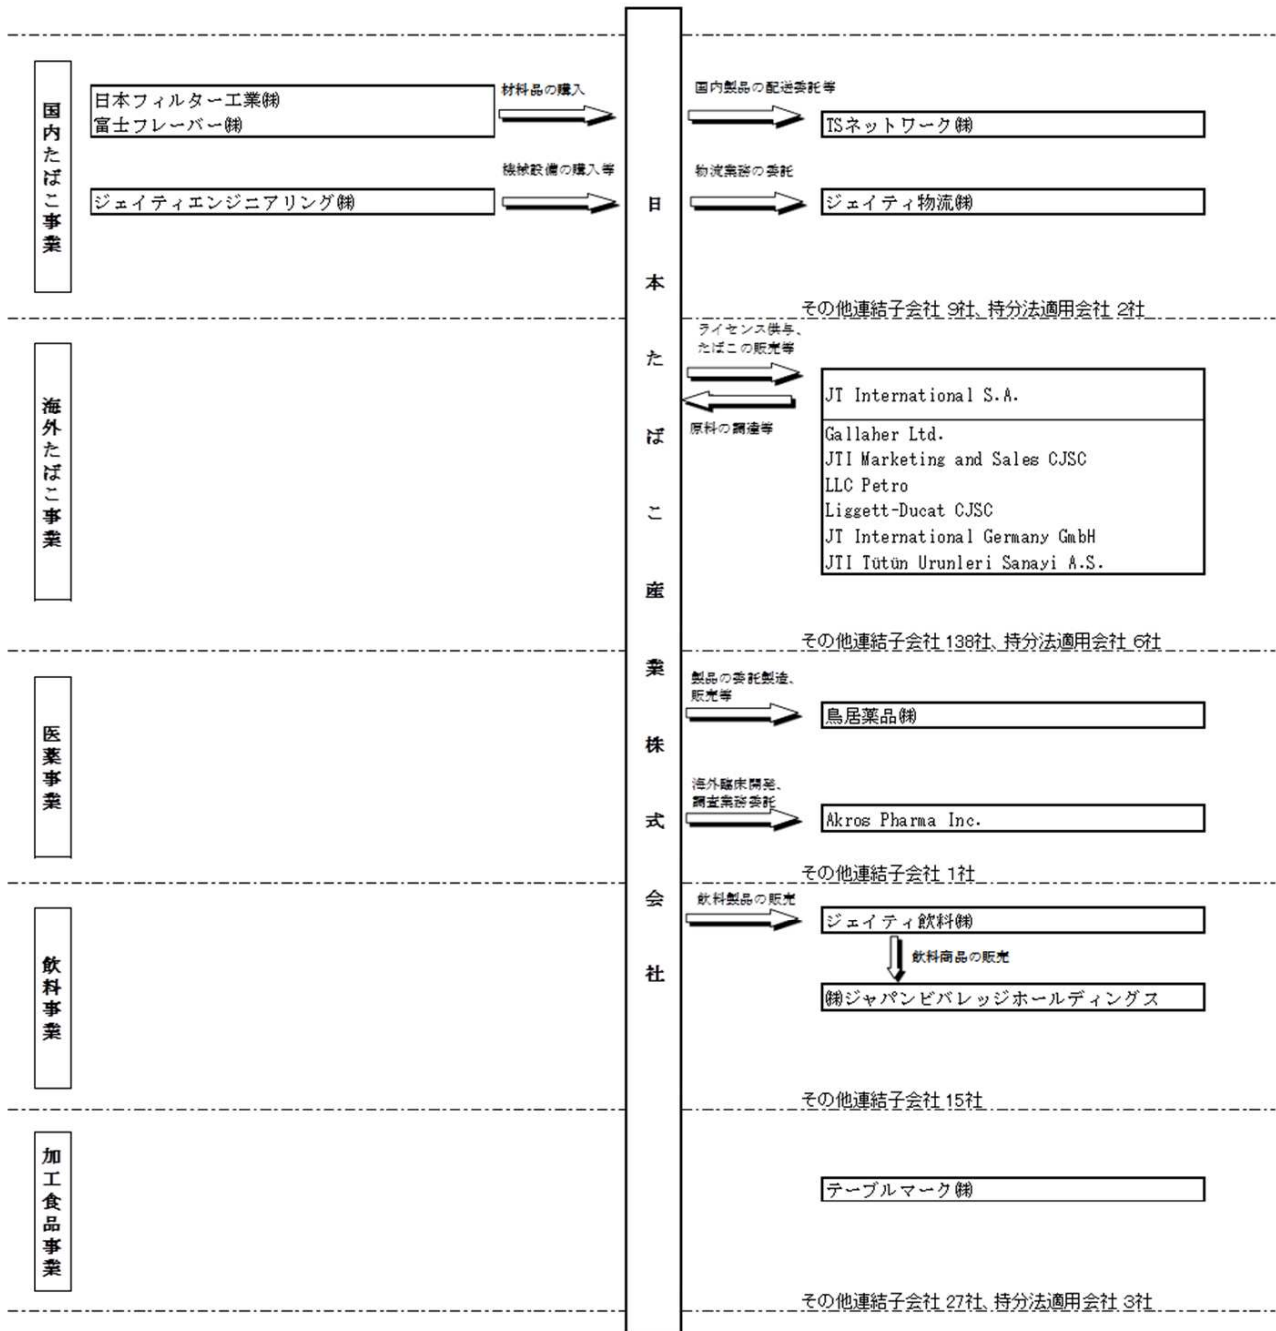 日本たばこ産業株式会社
国内たばこ事業
日本フィルター工業㈱
富士フレーバー㈱
材料品の購入
国内製品の配送委託等
TSネットワーク㈱
ジェイティエンジニアリング㈱
機械設備の購入等
物流業務の委託
ジェイティ物流㈱
その他連結子会社 9社、持分法適用会社 2社
海外たばこ事業
ライセンス供与、
たばこの販売等
原料の調達等
JT International S.A.
Gallaher Ltd.
JTI Marketing and Sales CJSC
LLC Petro
Liggett-Ducat CJSC
JT International Germany GmbH
JTI Tütün Urunleri Sanayi A.S.
その他連結子会社 138社、持分法適用会社 6社
医薬事業
製品の委託製造、
販売等
鳥居薬品㈱
海外臨床開発、
調査業務委託
Akros Pharma Inc.
その他連結子会社 1社
飲料事業
飲料製品の販売
ジェイティ飲料㈱
飲料商品の販売
㈱ジャパンビバレッジホールディングス
その他連結子会社 15社
加工食品事業
テーブルマーク㈱
その他連結子会社 27社、持分法適用会社 3社